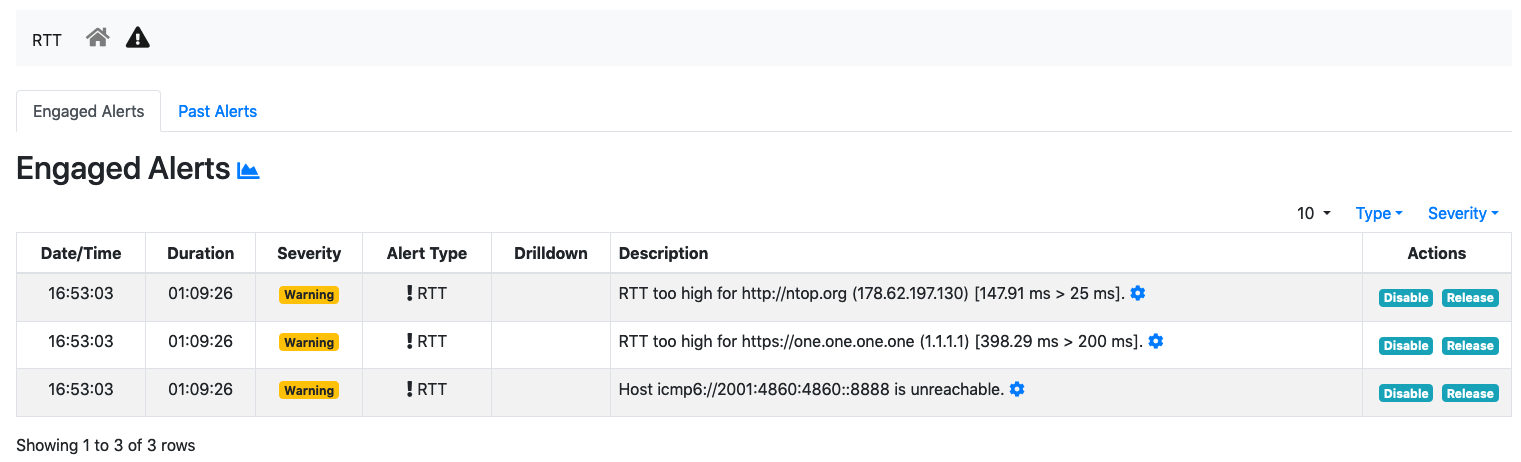 RTT
Engaged Alerts Past Alerts
Engaged Alerts
10 Type Severity
Date/Time Duration Severity Alert Type Drilldown Description Actions
16:53:03 01:09:26 Warning RTT RTT too high for http://ntop.org (178.62.197.130) [147.91 ms > 25 ms]. Disable Release
16:53:03 01:09:26 Warning RTT RTT too high for https://one.one.one.one (1.1.1.1) [398.29 ms > 200 ms]. Disable Release
16:53:03 01:09:26 Warning RTT Host icmp6://2001:4860:4860::8888 is unreachable. Disable Release
Showing 1 to 3 of 3 rows